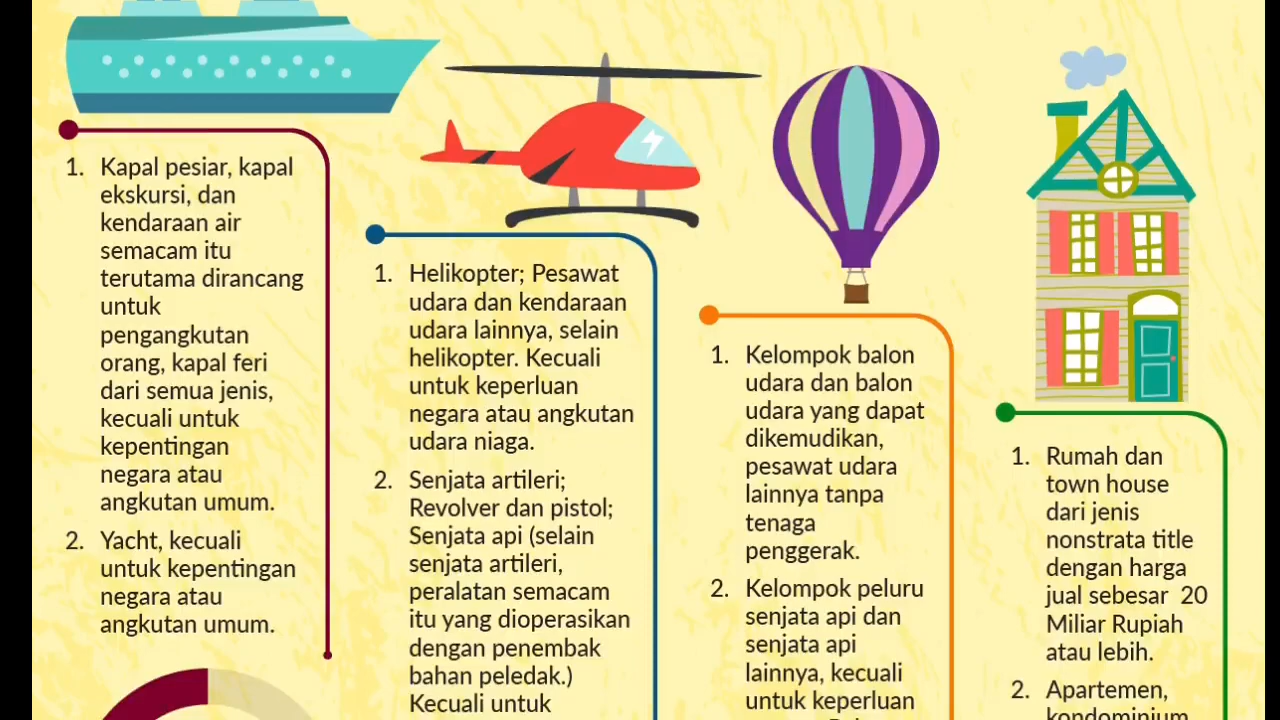 1. Kapal pesiar, kapal
ekskursi, dan
kendaraan air
semacam itu
terutama dirancang
untuk
pengangkutan
orang, kapal feri
dari semua jenis,
kecuali untuk
kepentingan
negara atau
angkutan umum.
2. Yacht, kecuali
untuk kepentingan
negara atau
angkutan umum.
1. Helikopter; Pesawat
udara dan kendaraan
udara lainnya, selain
helikopter. Kecuali
untuk keperluan
negara atau angkutan
udara niaga.
2. Senjata artileri;
Revolver dan pistol;
Senjata api (selain
senjata artileri,
peralatan semacam
itu yang dioperasikan
dengan penembak
bahan peledak.)
Kecuali untuk
1. Kelompok balon
udara dan balon
udara yang dapat
dikemudikan,
pesawat udara
lainnya tanpa
tenaga
penggerak.
2. Kelompok peluru
senjata api dan
senjata api
lainnya, kecuali
untuk keperluan
1. Rumah dan
town house
dari jenis
nonstrata title
dengan harga
jual sebesar 20
Miliar Rupiah
atau lebih.
2. Apartemen,
kondominium